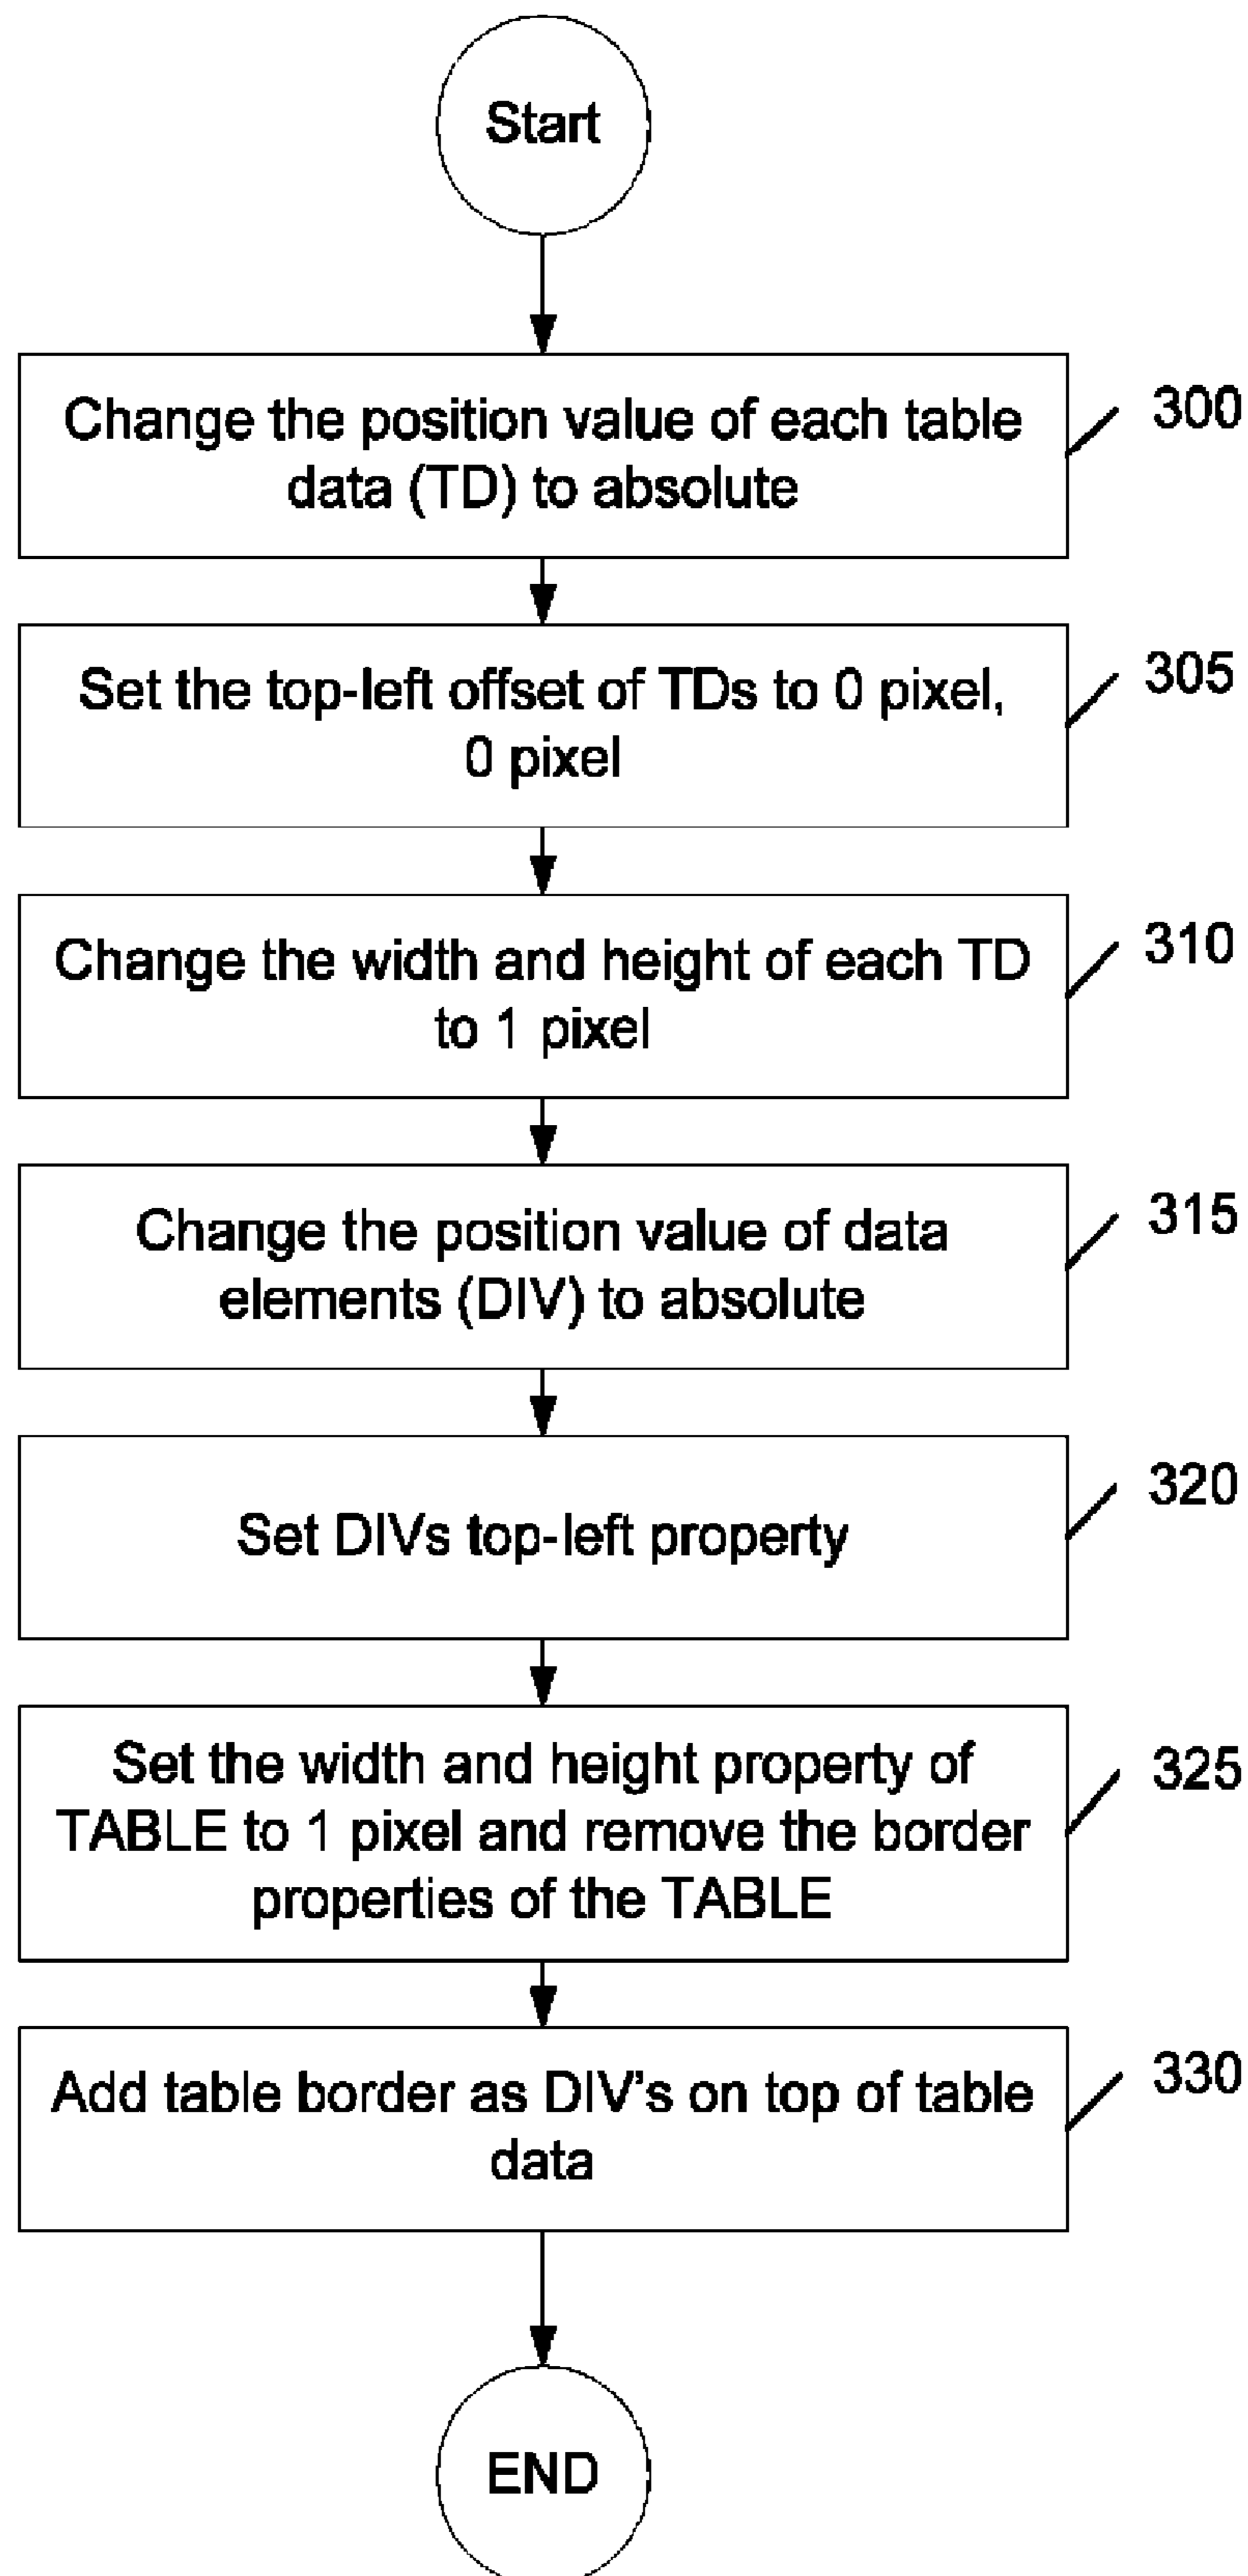 Start
Change the position value of each table
data (TD) to absolute
300
Set the top-left offset of TDs to 0 pixel,
0 pixel
305
Change the width and height of each TD
to 1 pixel
310
Change the position value of data
elements (DIV) to absolute
315
Set DIVs top-left property
320
Set the width and height property of
TABLE to 1 pixel and remove the border
properties of the TABLE
325
Add table border as DIV's on top of table
data
330
END